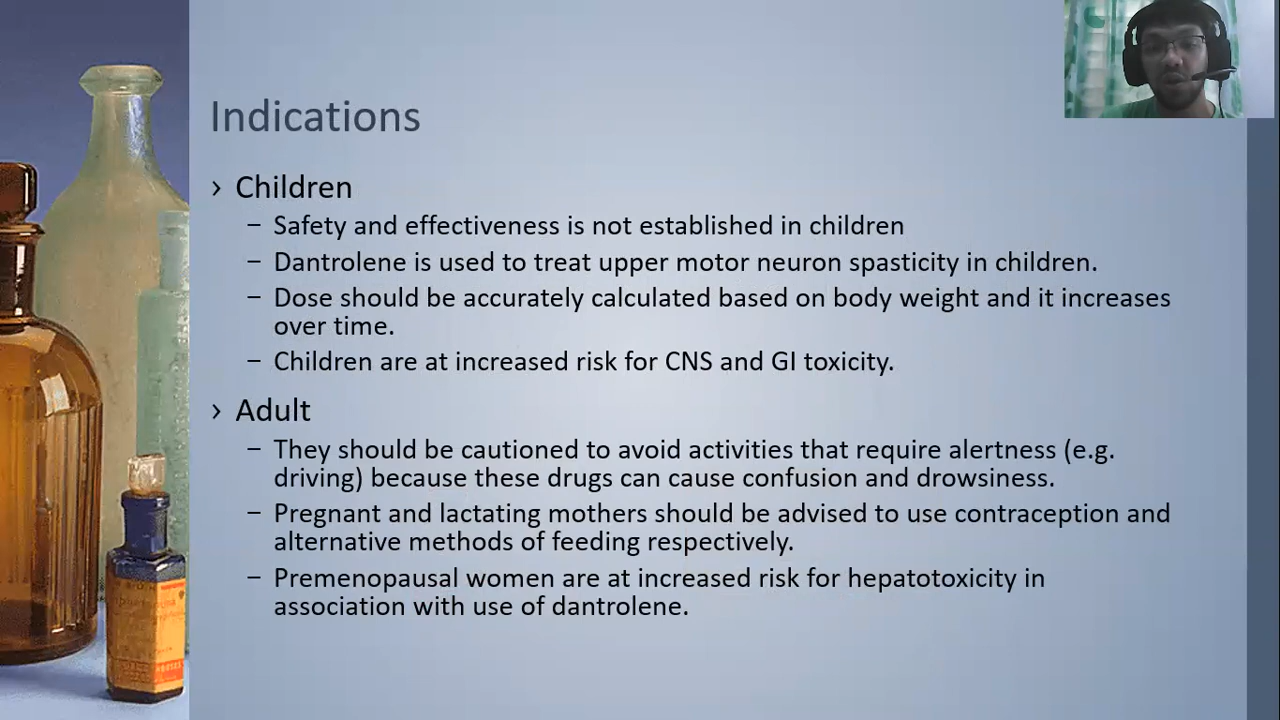 Indications
› Children
– Safety and effectiveness is not established in children
– Dantrolene is used to treat upper motor neuron spasticity in children.
– Dose should be accurately calculated based on body weight and it increases
over time.
– Children are at increased risk for CNS and GI toxicity.
› Adult
– They should be cautioned to avoid activities that require alertness (e.g.
driving) because these drugs can cause confusion and drowsiness.
– Pregnant and lactating mothers should be advised to use contraception and
alternative methods of feeding respectively.
– Premenopausal women are at increased risk for hepatotoxicity in
association with use of dantrolene.